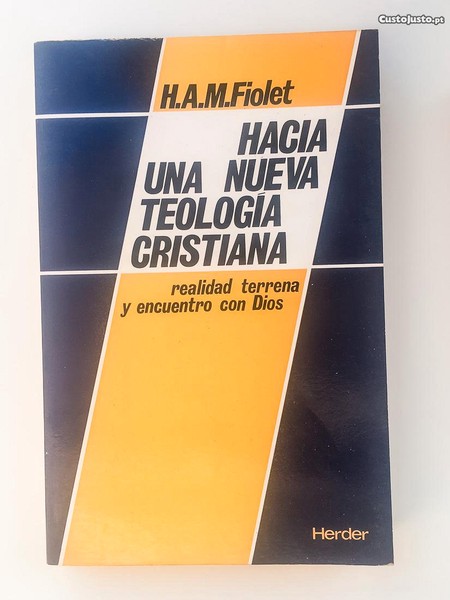 CustoJusto.pt
H.A.M.Fiolet
HACIA
UNA NUEVA
TEOLOGÍA
CRISTIANA
realidad terrena
y encuentro con Dios
Herder